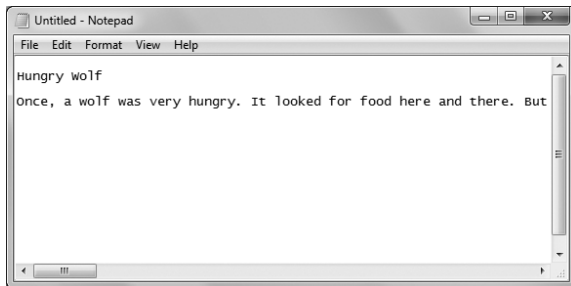 Untitled - Notepad
File Edit Format View Help
Hungry Wolf
Once, a wolf was very hungry. It looked for food here and there. But